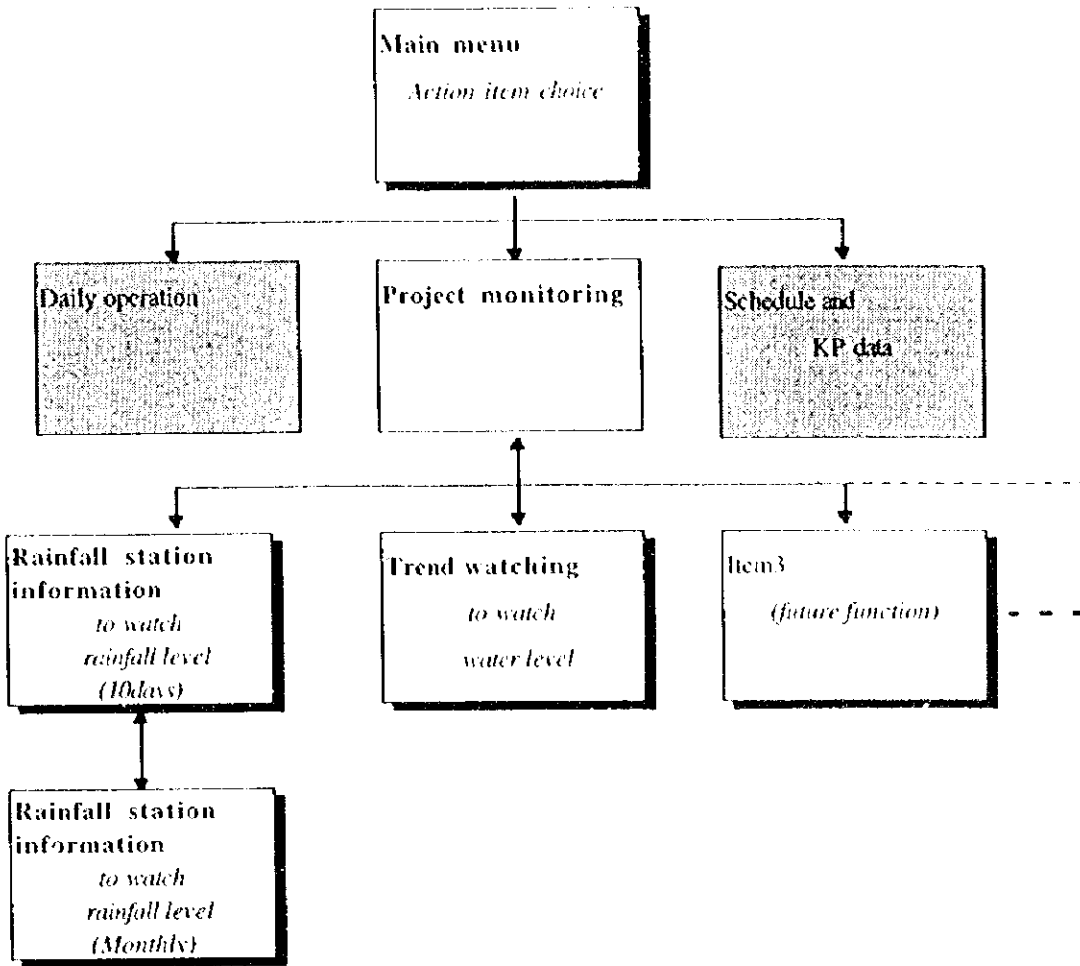 Main menu
Action item choice
Daily operation
Project monitoring
Schedule and
KP data
Rainfall station
information
to watch
rainfall level
(10days)
Trend watching
to watch
water level
Item3
(future function)
Rainfall station
information
to watch
rainfall level
(Monthly)